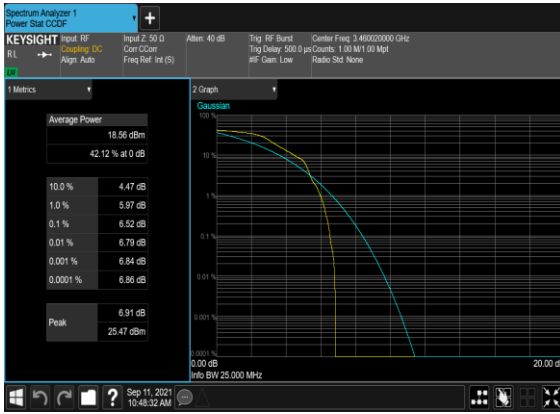 Spectrum Analyzer 1
Power Stat CCDF
KEYSIGHT
RL
Input: RF
Coupling: DC
Align: Auto
Input Z: 50 Ω
Corr CCorr
Freq Ref: Int (S)
Atten: 40 dB
Trig: RF Burst
Trig Delay: 500.0 µs
#IF Gain: Low
Center Freq: 3.460020000 GHz
Counts: 1.00 M/1.00 Mpt
Radio Std: None
1 Metrics
Average Power
18.56 dBm
42.12 % at 0 dB
10.0 % 4.47 dB
1.0 % 5.97 dB
0.1 % 6.52 dB
0.01 % 6.79 dB
0.001 % 6.84 dB
0.0001 % 6.86 dB
Peak
6.91 dB
25.47 dBm
2 Graph
Gaussian
100 %
10 %
1 %
0.1 %
0.01 %
0.001 %
0.0001 %
0.00 dB
20.00 d
Info BW 25.000 MHz
?
Sep 11, 2021
10:48:32 AM